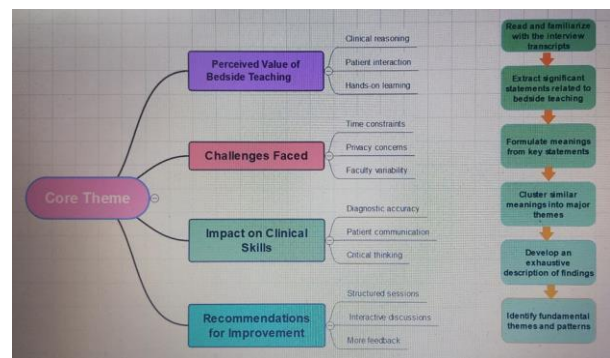 Core Theme
Perceived Value of
Bedside Teaching
Clinical reasoning
Patient interaction
Hands-on learning
Challenges Faced
Time constraints
Privacy concerns
Faculty variability
Impact on Clinical
Skills
Diagnostic accuracy
Patient communication
Critical thinking
Recommendations
for Improvement
Structured sessions
Interactive discussions
More feedback
Read and familiarize
with the interview
transcripts
Extract significant
statements related to
bedside teaching
Formulate meanings
from key statements
Cluster similar
meanings into major
themes
Develop an
exhaustive
description of findings
Identify fundamental
themes and patterns